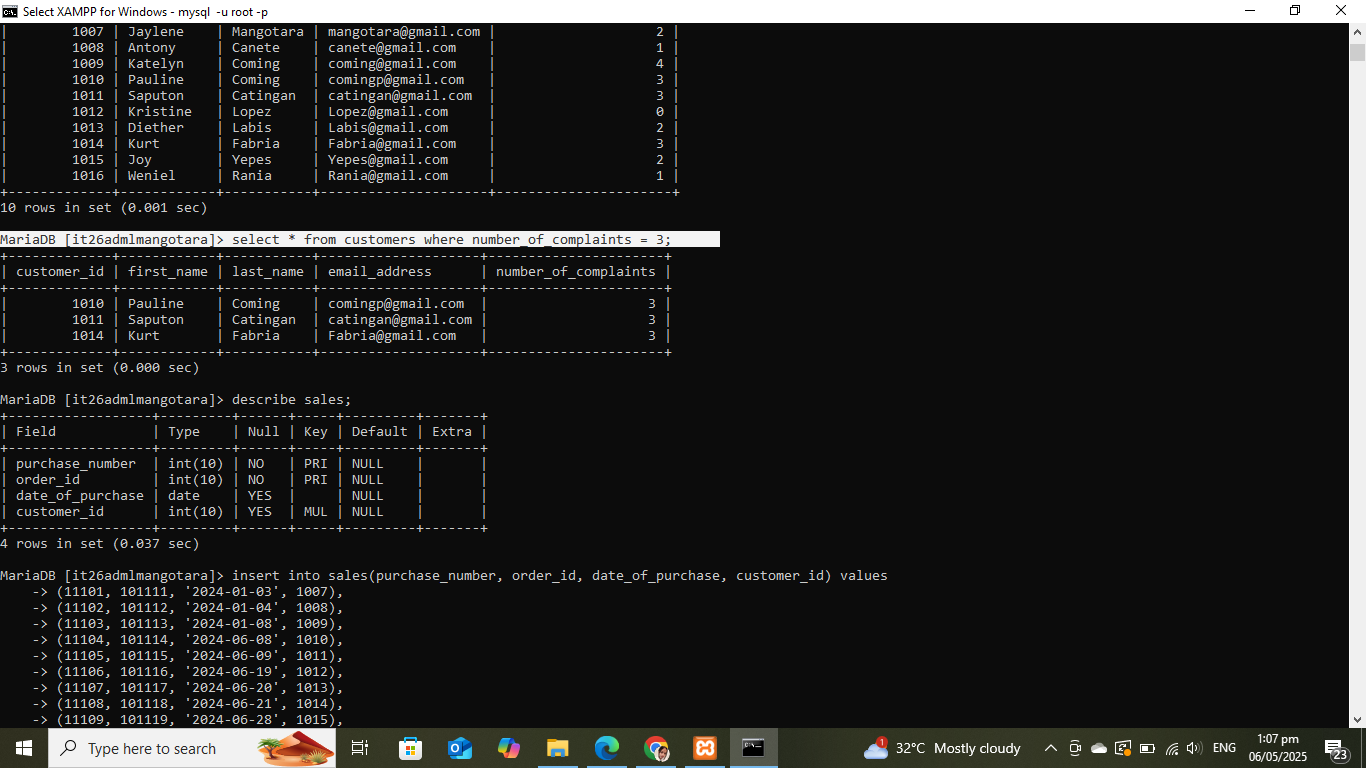 Select XAMPP for Windows - mysql  -u root -p
|        1007 | Jaylene    | Mangotara | mangotara@gmail.com |                    2 |
|        1008 | Antony     | Canete    | canete@gmail.com    |                    1 |
|        1009 | Katelyn    | Coming    | coming@gmail.com    |                    4 |
|        1010 | Pauline    | Coming    | comingp@gmail.com   |                    3 |
|        1011 | Saputon    | Catingan  | catingan@gmail.com  |                    3 |
|        1012 | Kristine   | Lopez     | Lopez@gmail.com     |                    0 |
|        1013 | Diether    | Labis     | Labis@gmail.com     |                    2 |
|        1014 | Kurt       | Fabria    | Fabria@gmail.com    |                    3 |
|        1015 | Joy        | Yepes     | Yepes@gmail.com     |                    2 |
|        1016 | Weniel     | Rania     | Rania@gmail.com     |                    1 |
+-------------+------------+-----------+---------------------+----------------------+
10 rows in set (0.001 sec)
MariaDB [it26admlmangotara]> select * from customers where number_of_complaints = 3;
+-------------+------------+-----------+--------------------+----------------------+
| customer_id | first_name | last_name | email_address      | number_of_complaints |
+-------------+------------+-----------+--------------------+----------------------+
|        1010 | Pauline    | Coming    | comingp@gmail.com  |                    3 |
|        1011 | Saputon    | Catingan  | catingan@gmail.com |                    3 |
|        1014 | Kurt       | Fabria    | Fabria@gmail.com   |                    3 |
+-------------+------------+-----------+--------------------+----------------------+
3 rows in set (0.000 sec)
MariaDB [it26admlmangotara]> describe sales;
+------------------+---------+------+-----+---------+-------+
| Field            | Type    | Null | Key | Default | Extra |
+------------------+---------+------+-----+---------+-------+
| purchase_number  | int(10) | NO   | PRI | NULL    |       |
| order_id         | int(10) | NO   | PRI | NULL    |       |
| date_of_purchase | date    | YES  |     | NULL    |       |
| customer_id      | int(10) | YES  | MUL | NULL    |       |
+------------------+---------+------+-----+---------+-------+
4 rows in set (0.037 sec)
MariaDB [it26admlmangotara]> insert into sales(purchase_number, order_id, date_of_purchase, customer_id) values
    -> (11101, 101111, '2024-01-03', 1007),
    -> (11102, 101112, '2024-01-04', 1008),
    -> (11103, 101113, '2024-01-08', 1009),
    -> (11104, 101114, '2024-06-08', 1010),
    -> (11105, 101115, '2024-06-09', 1011),
    -> (11106, 101116, '2024-06-19', 1012),
    -> (11107, 101117, '2024-06-20', 1013),
    -> (11108, 101118, '2024-06-21', 1014),
    -> (11109, 101119, '2024-06-28', 1015),
Type here to search
1
32°C Mostly cloudy
ENG
1:07 pm
06/05/2025
23